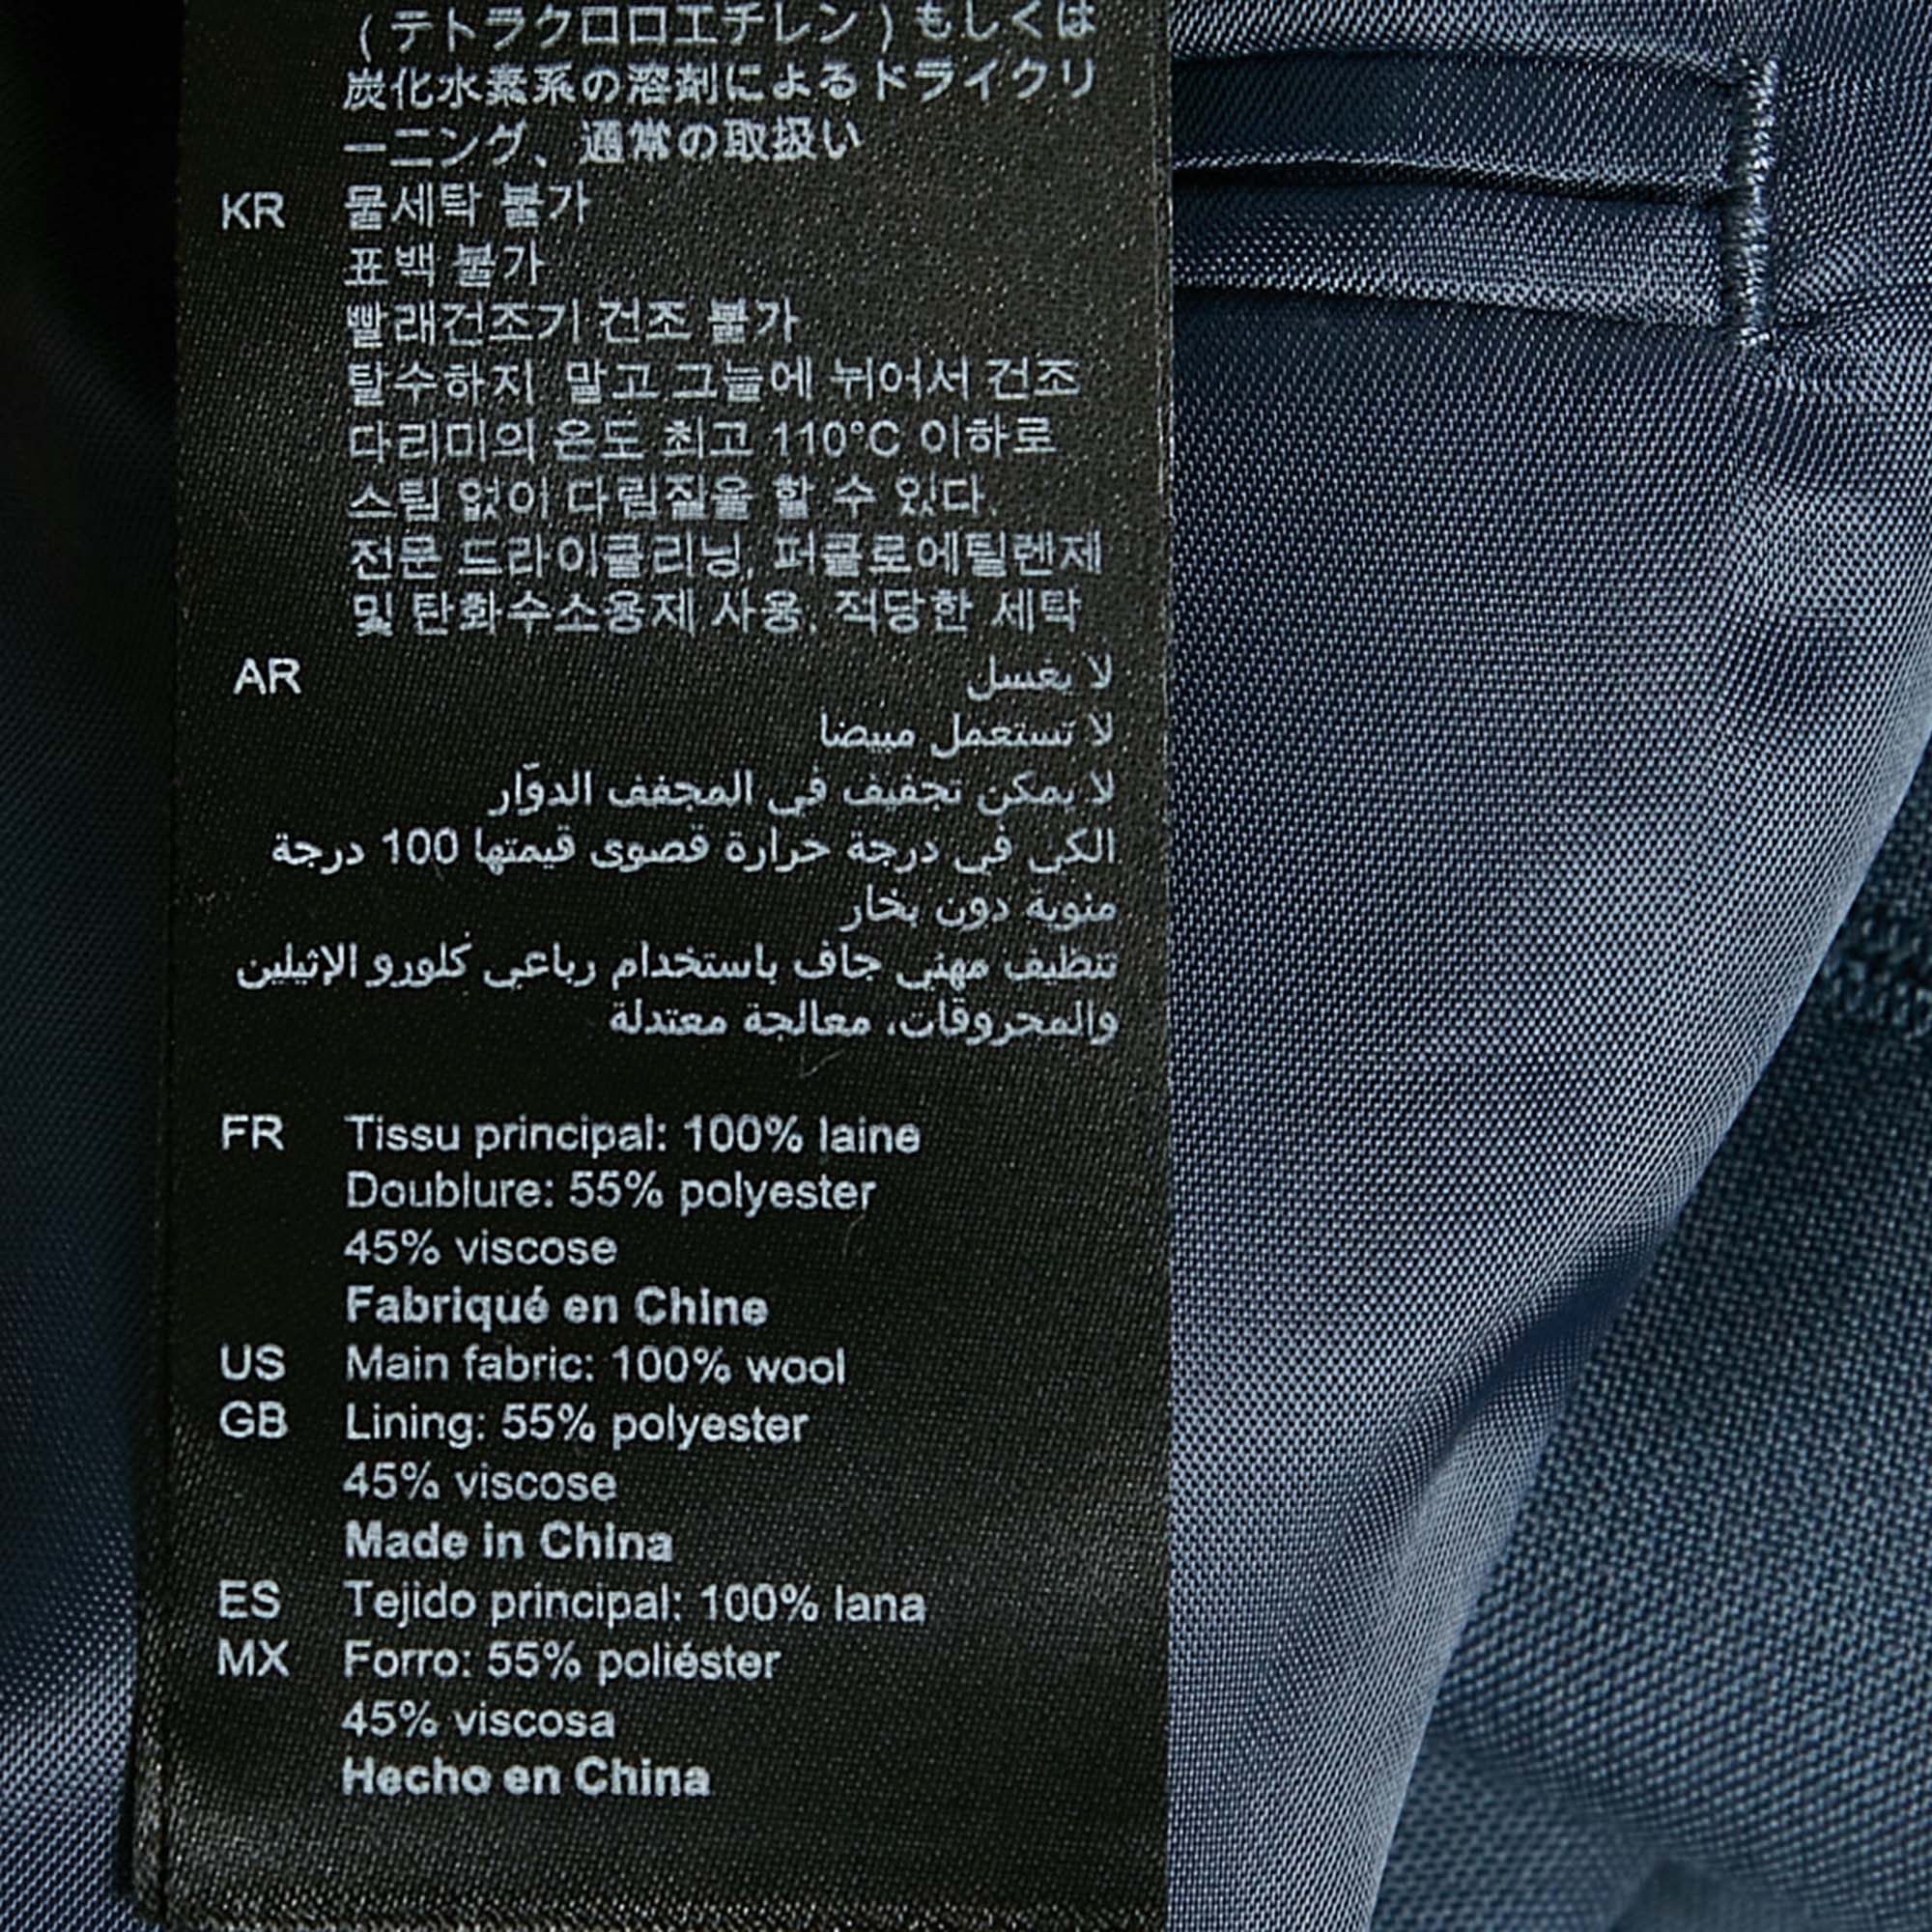 (テトラクロロエチレン)もしくは
炭化水素系の溶剤によるドライクリ
ーニング、通常の取扱い
KR 물세탁 불가
표백 불가
빨래건조기 건조 불가
탈수하지 말고 그늘에 뉘어서 건조
다리미의 온도 최고 110°C 이하로
스팀 없이 다림질을 할 수 있다.
전문 드라이클리닝, 퍼클로에틸렌제
및 탄화수소용제 사용, 적당한 세탁
AR لا يغسل
لا تستعمل مبيضا
لا يمكن تجفيف في المجفف الدوّار
الكي في درجة حرارة قصوى قيمتها 100 درجة
مئوية دون بخار
تنظيف مهني جاف باستخدام رباعي كلورو الإثيلين
والمحروقات، معالجة معتدلة
FR Tissu principal: 100% laine
Doublure: 55% polyester
45% viscose
Fabriqué en Chine
US Main fabric: 100% wool
GB Lining: 55% polyester
45% viscose
Made in China
ES Tejido principal: 100% lana
MX Forro: 55% poliéster
45% viscosa
Hecho en China